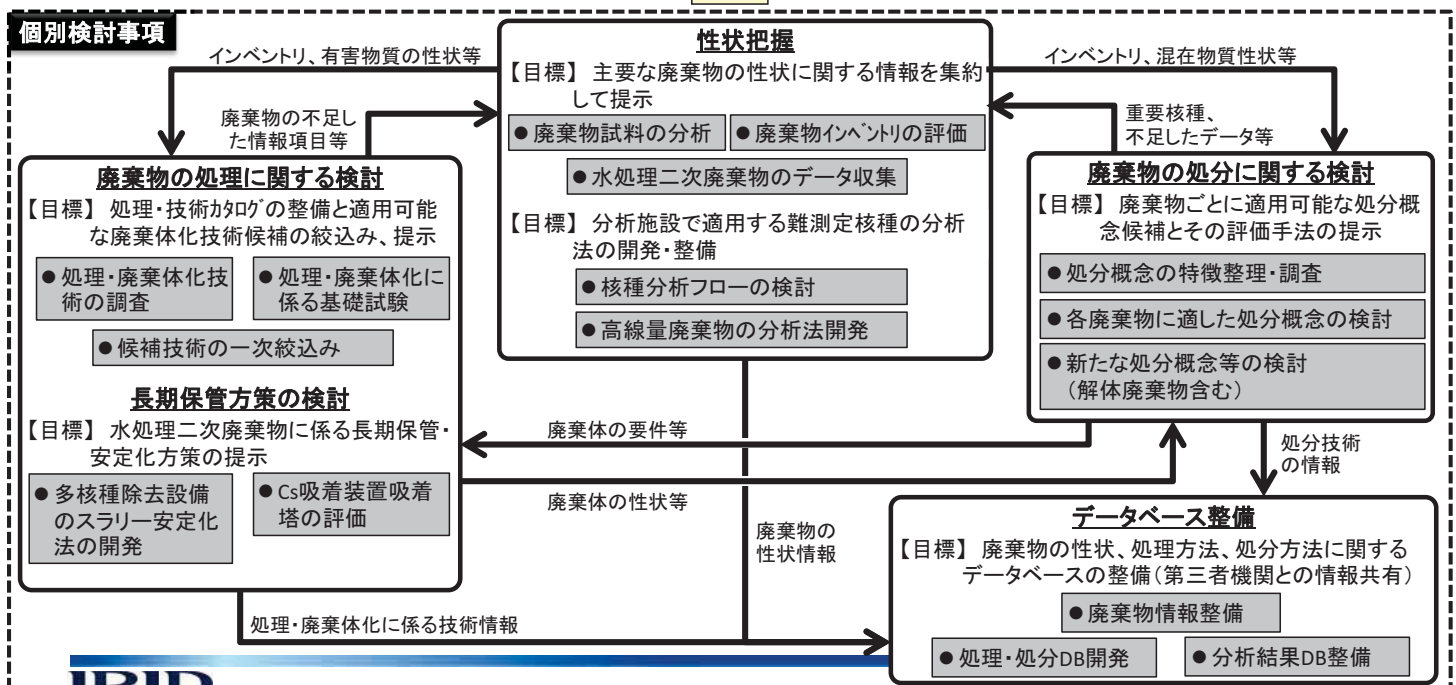 個別検討事項
インベントリ、有害物質の性状等
廃棄物の不足し
た情報項目等
性状把握
【目標】 主要な廃棄物の性状に関する情報を集約
して提示
●廃棄物試料の分析
●廃棄物ｲﾝﾍﾞﾝﾄﾘの評価
●水処理二次廃棄物のデータ収集
【目標】 分析施設で適用する難測定核種の分析
法の開発・整備
●核種分析フローの検討
●高線量廃棄物の分析法開発
インベントリ、混在物質性状等
重要核種、
不足したデータ等
廃棄物の処理に関する検討
【目標】 処理・技術ｶﾀﾛｸﾞの整備と適用可能
な廃棄体化技術候補の絞込み、提示
●処理・廃棄体化技
術の調査
●処理・廃棄体化に
係る基礎試験
●候補技術の一次絞込み
長期保管方策の検討
【目標】 水処理二次廃棄物に係る長期保管・
安定化方策の提示
●多核種除去設備
のスラリー安定化
法の開発
●Cs吸着装置吸着
塔の評価
廃棄物の処分に関する検討
【目標】 廃棄物ごとに適用可能な処分概
念候補とその評価手法の提示
●処分概念の特徴整理・調査
●各廃棄物に適した処分概念の検討
●新たな処分概念等の検討
（解体廃棄物含む）
廃棄体の要件等
廃棄体の性状等
廃棄物の
性状情報
処分技術
の情報
処理・廃棄体化に係る技術情報
データベース整備
【目標】 廃棄物の性状、処理方法、処分方法に関する
データベースの整備（第三者機関との情報共有）
●廃棄物情報整備
●処理・処分DB開発
●分析結果DB整備
IRID